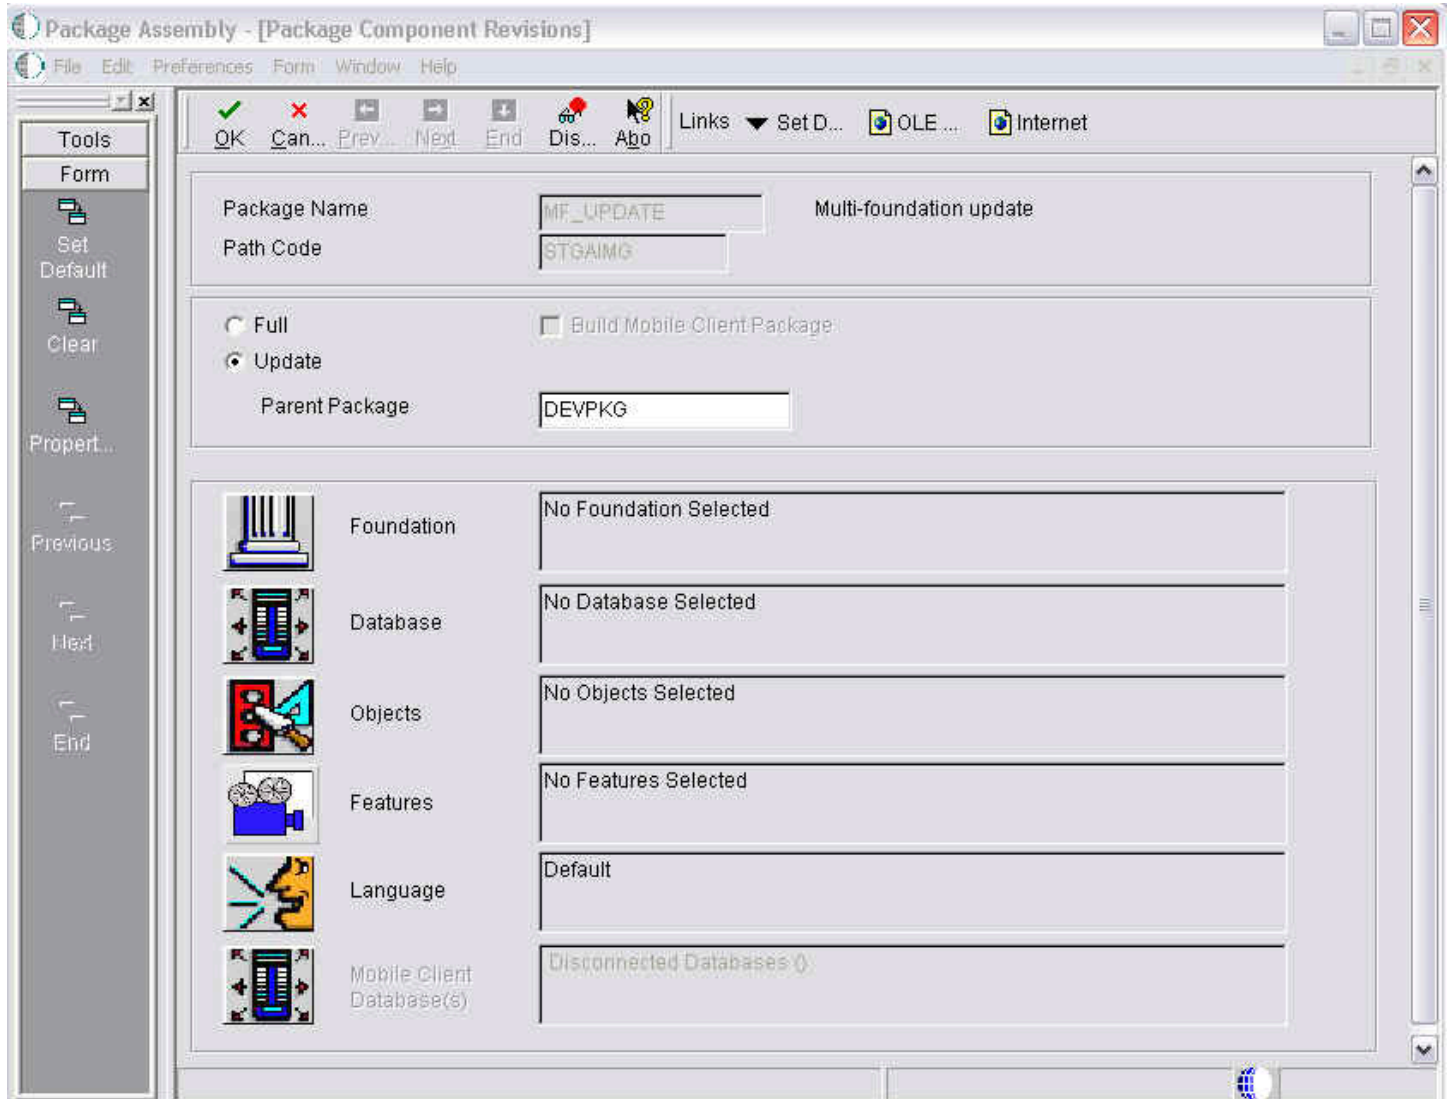 Package Assembly - [Package Component Revisions]
File Edit Preferences Form Window Help
Tools
Form
Set Default
Clear
Propert...
Previous
Next
End
OK Can... Prev... Next End Dis... Abo Links Set D... OLE ... Internet
Package Name MF_UPDATE Multi-foundation update
Path Code STGAIMG
Full Build Mobile Client Package
Update
Parent Package DEVPKG
Foundation No Foundation Selected
Database No Database Selected
Objects No Objects Selected
Features No Features Selected
Language Default
Mobile Client Database(s) Disconnected Databases ()